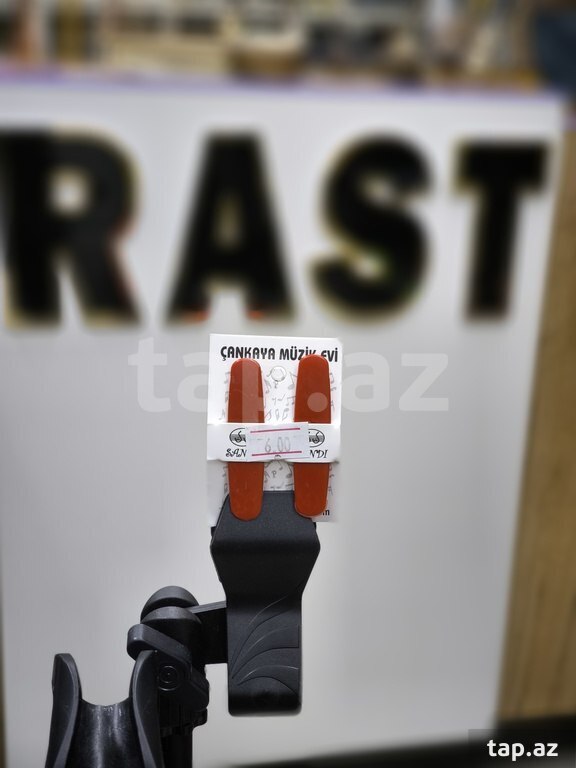 RAST
ÇANKAYA MÜZİK EVİ
tap.az
6.00
tap.az